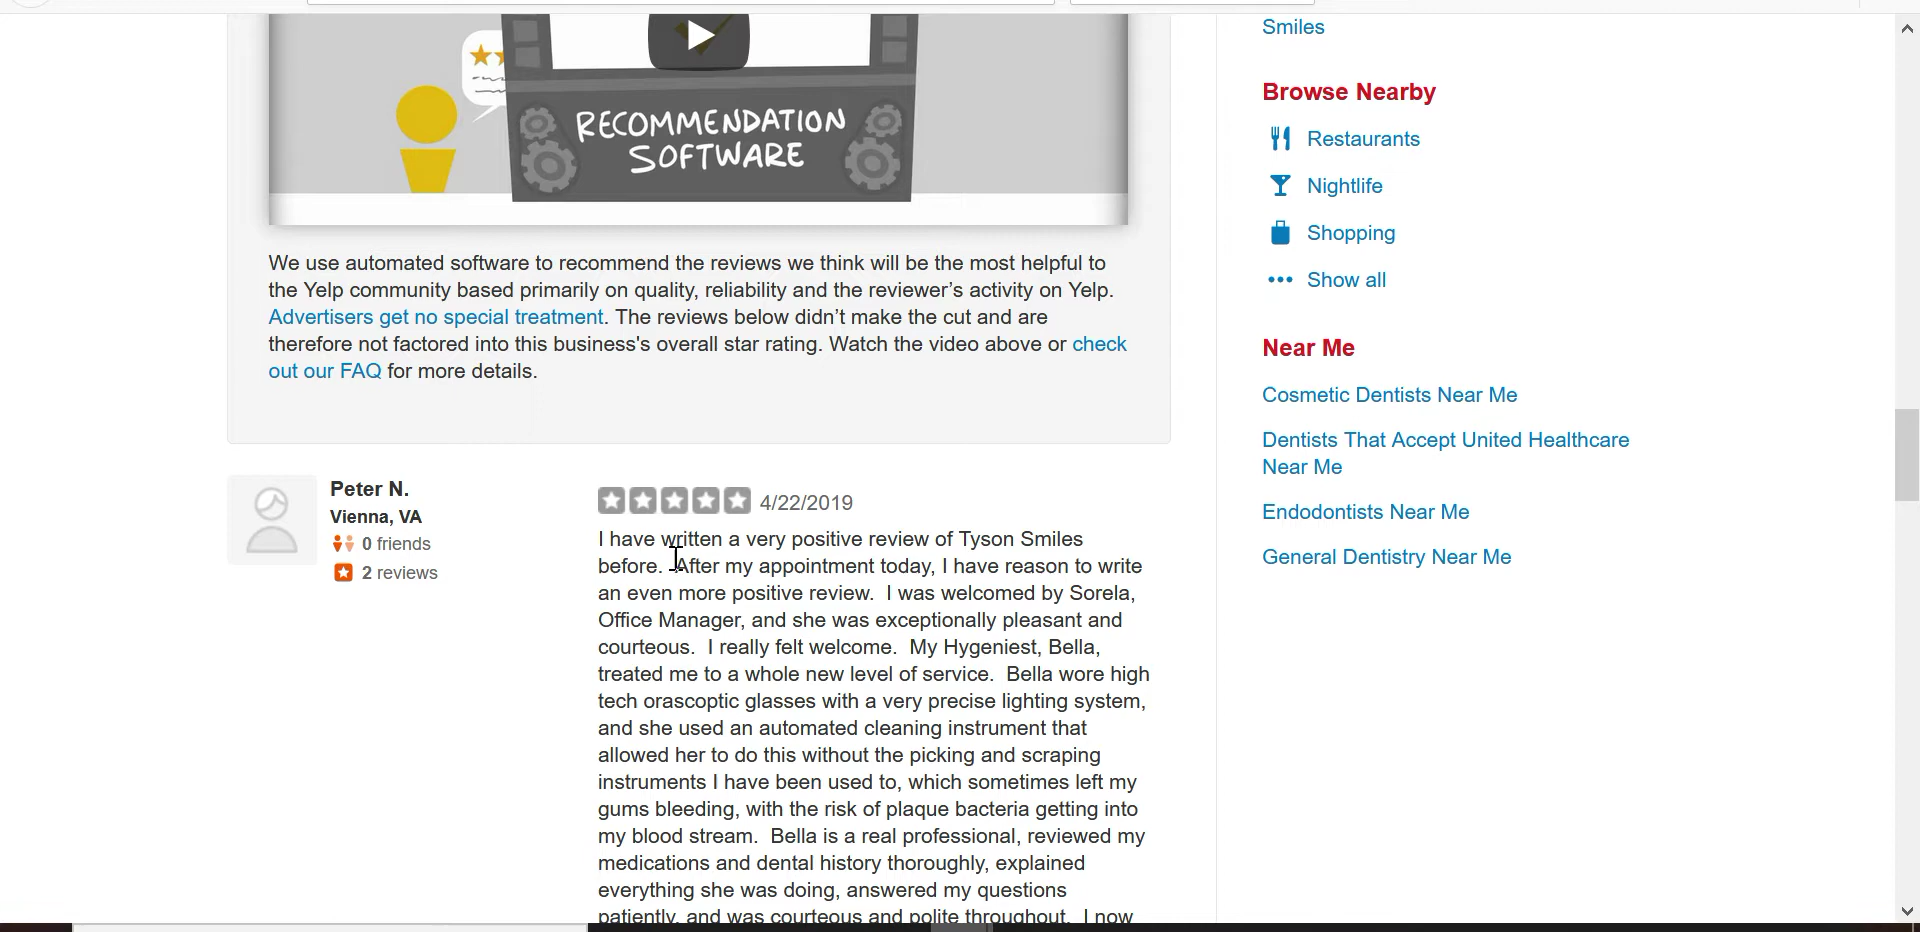 Smiles
RECOMMENDATION
SOFTWARE
We use automated software to recommend the reviews we think will be the most helpful to
the Yelp community based primarily on quality, reliability and the reviewer’s activity on Yelp.
Advertisers get no special treatment. The reviews below didn’t make the cut and are
therefore not factored into this business's overall star rating. Watch the video above or check
out our FAQ for more details.
Browse Nearby
Restaurants
Nightlife
Shopping
Show all
Near Me
Cosmetic Dentists Near Me
Dentists That Accept United Healthcare
Near Me
Endodontists Near Me
General Dentistry Near Me
Peter N.
Vienna, VA
0 friends
2 reviews
4/22/2019
I have written a very positive review of Tyson Smiles
before. After my appointment today, I have reason to write
an even more positive review. I was welcomed by Sorela,
Office Manager, and she was exceptionally pleasant and
courteous. I really felt welcome. My Hygeniest, Bella,
treated me to a whole new level of service. Bella wore high
tech orascoptic glasses with a very precise lighting system,
and she used an automated cleaning instrument that
allowed her to do this without the picking and scraping
instruments I have been used to, which sometimes left my
gums bleeding, with the risk of plaque bacteria getting into
my blood stream. Bella is a real professional, reviewed my
medications and dental history thoroughly, explained
everything she was doing, answered my questions
patiently, and was courteous and polite throughout. I now